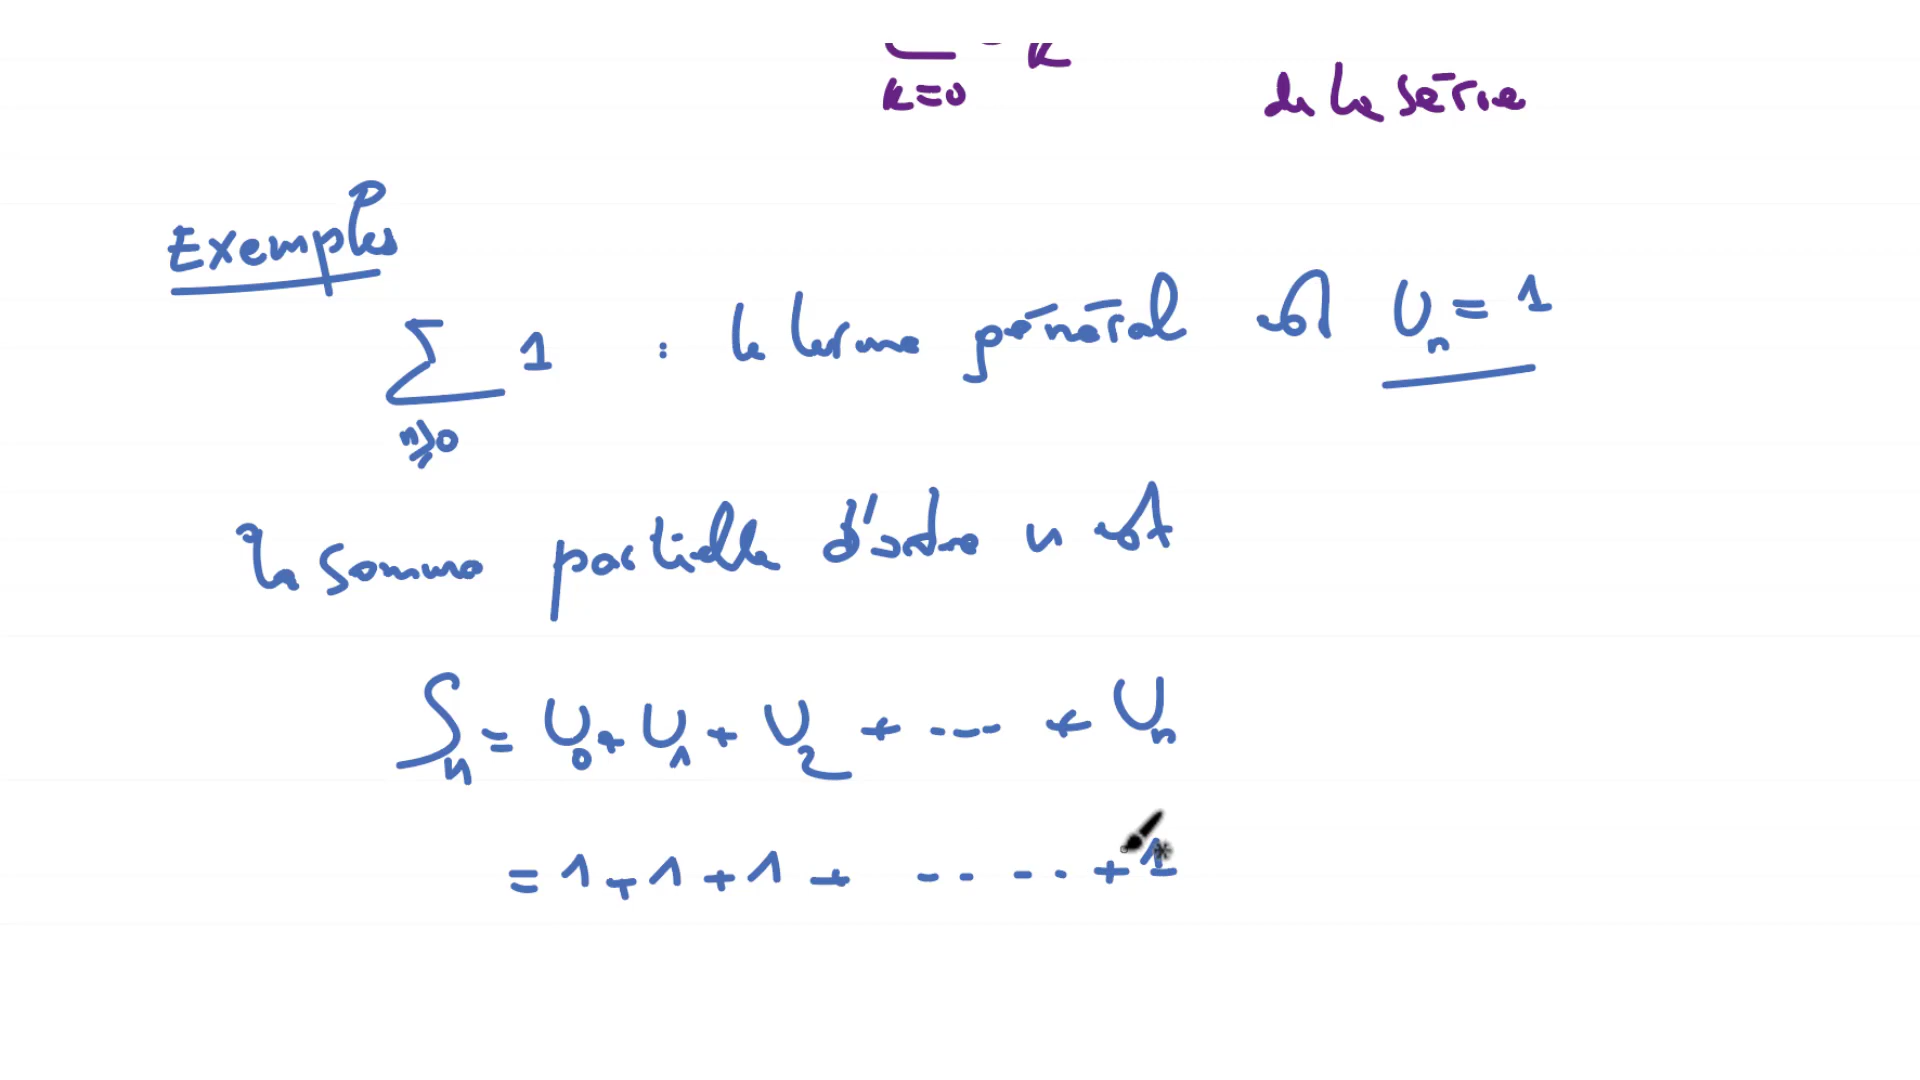 k=0 de la série
Exemples
∑ 1 : le terme général est Uₙ = 1
n⩾0
la somme partielle d'ordre n est
Sₙ = U₀ + U₁ + U₂ + --- + Uₙ
= 1 + 1 + 1 + -- -- + 1